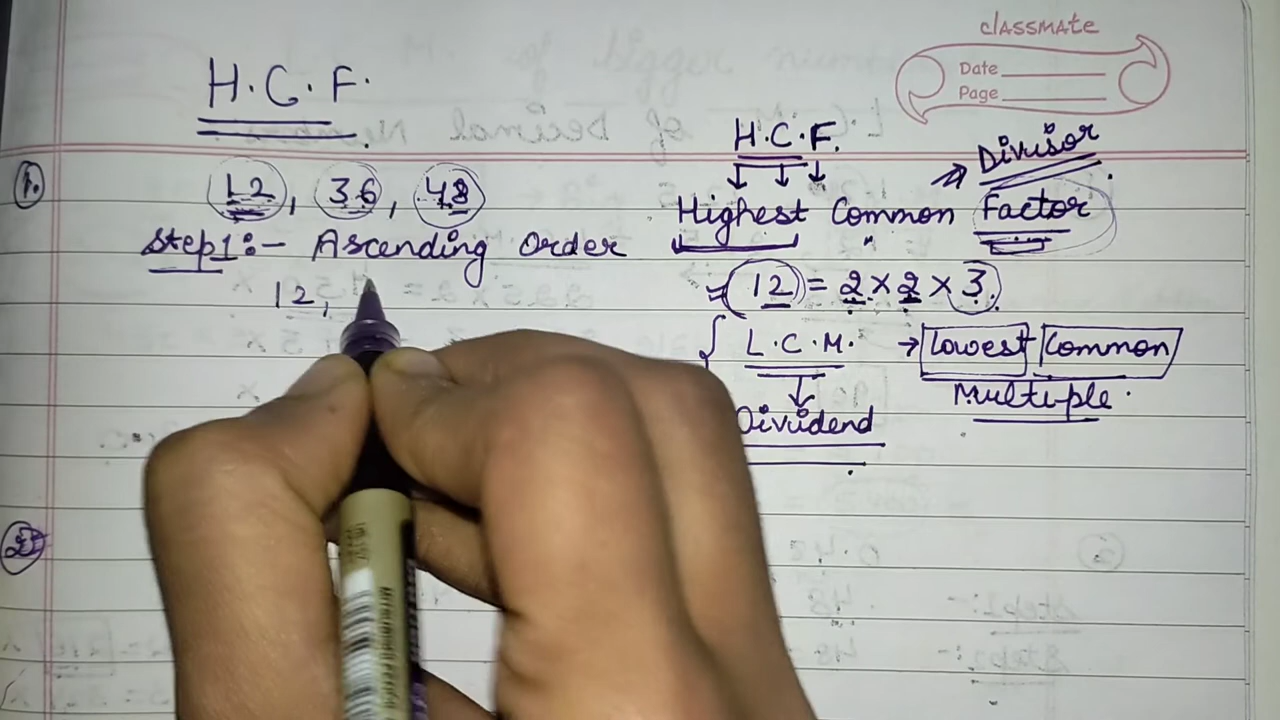 classmate
Date
Page
H.C.F.
1.
12, 36, 48
Step1:- Ascending Order
12,
H.C.F.
⇒ Divisor
Highest Common Factor
12 = 2 × 2 × 3
L.C.M. → Lowest Common
Multiple.
Dividend
2